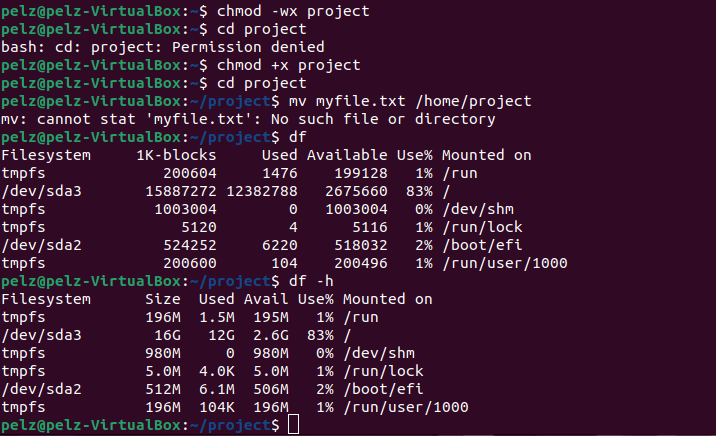 pelz@pelz-VirtualBox:~$ chmod -wx project
pelz@pelz-VirtualBox:~$ cd project
bash: cd: project: Permission denied
pelz@pelz-VirtualBox:~$ chmod +x project
pelz@pelz-VirtualBox:~$ cd project
pelz@pelz-VirtualBox:~/project$ mv myfile.txt /home/project
mv: cannot stat 'myfile.txt': No such file or directory
pelz@pelz-VirtualBox:~/project$ df
Filesystem     1K-blocks     Used Available Use% Mounted on
tmpfs             200604     1476    199128   1% /run
/dev/sda3       15887272 12382788   2675660  83% /
tmpfs            1003004        0   1003004   0% /dev/shm
tmpfs               5120        4      5116   1% /run/lock
/dev/sda2         524252     6220    518032   2% /boot/efi
tmpfs             200600      104    200496   1% /run/user/1000
pelz@pelz-VirtualBox:~/project$ df -h
Filesystem      Size  Used Avail Use% Mounted on
tmpfs           196M  1.5M  195M   1% /run
/dev/sda3        16G   12G  2.6G  83% /
tmpfs           980M     0  980M   0% /dev/shm
tmpfs           5.0M  4.0K  5.0M   1% /run/lock
/dev/sda2       512M  6.1M  506M   2% /boot/efi
tmpfs           196M  104K  196M   1% /run/user/1000
pelz@pelz-VirtualBox:~/project$